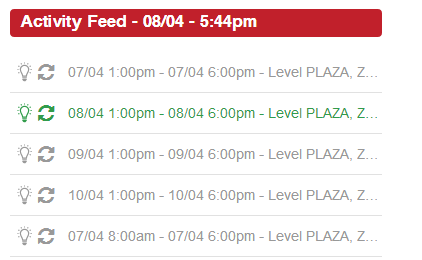 Activity Feed - 08/04 - 5:44pm
07/04 1:00pm - 07/04 6:00pm - Level PLAZA, Z...
08/04 1:00pm - 08/04 6:00pm - Level PLAZA, Z...
09/04 1:00pm - 09/04 6:00pm - Level PLAZA, Z...
10/04 1:00pm - 10/04 6:00pm - Level PLAZA, Z...
07/04 8:00am - 07/04 6:00pm - Level PLAZA, Z...